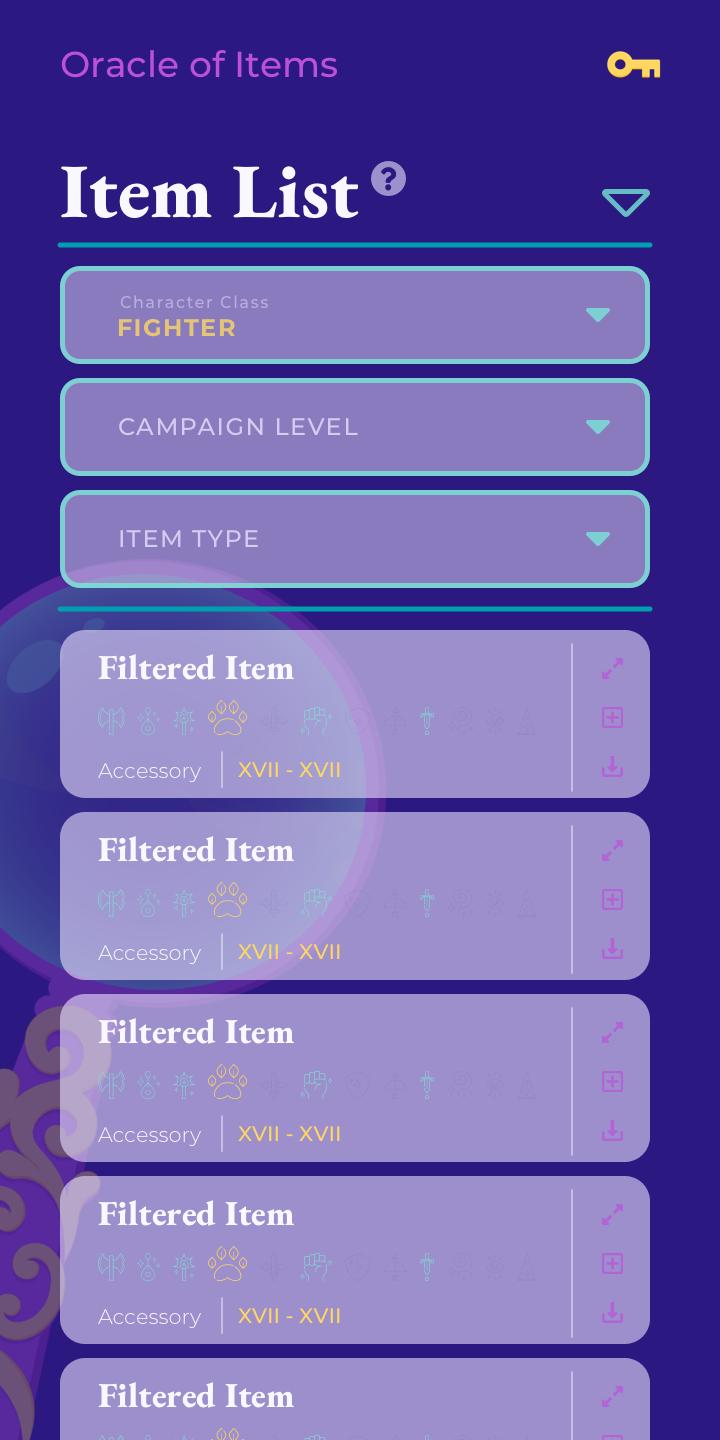 Oracle of Items
Item List ?
Character Class
FIGHTER
CAMPAIGN LEVEL
ITEM TYPE
Filtered Item
Accessory XVII - XVII
Filtered Item
Accessory XVII - XVII
Filtered Item
Accessory XVII - XVII
Filtered Item
Accessory XVII - XVII
Filtered Item